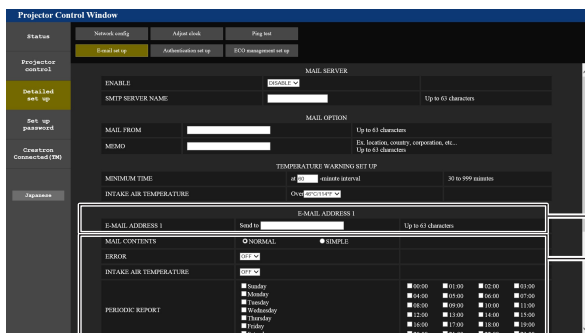 Projector Control Window
Status
Network config
Adjust clock
Ping test
E-mail set up
Authentication set up
ECO management set up
Projector
control
Detailed
set up
Set up
password
Crestron
Connected(TM)
Japanese
MAIL SERVER
ENABLE
DISABLE
SMTP SERVER NAME
Up to 63 characters
MAIL OPTION
MAIL FROM
Up to 63 characters
MEMO
Ex. location, country, corporation, etc...
Up to 63 characters
TEMPERATURE WARNING SET UP
MINIMUM TIME
at 60 -minute interval
30 to 999 minutes
INTAKE AIR TEMPERATURE
Over 46°C/114°F
E-MAIL ADDRESS 1
E-MAIL ADDRESS 1
Send to
Up to 63 characters
MAIL CONTENTS
NORMAL
SIMPLE
ERROR
OFF
INTAKE AIR TEMPERATURE
OFF
PERIODIC REPORT
Sunday
Monday
Tuesday
Wednesday
Thursday
Friday
00:00 01:00 02:00 03:00
04:00 05:00 06:00 07:00
08:00 09:00 10:00 11:00
12:00 13:00 14:00 15:00
16:00 17:00 18:00 19:00